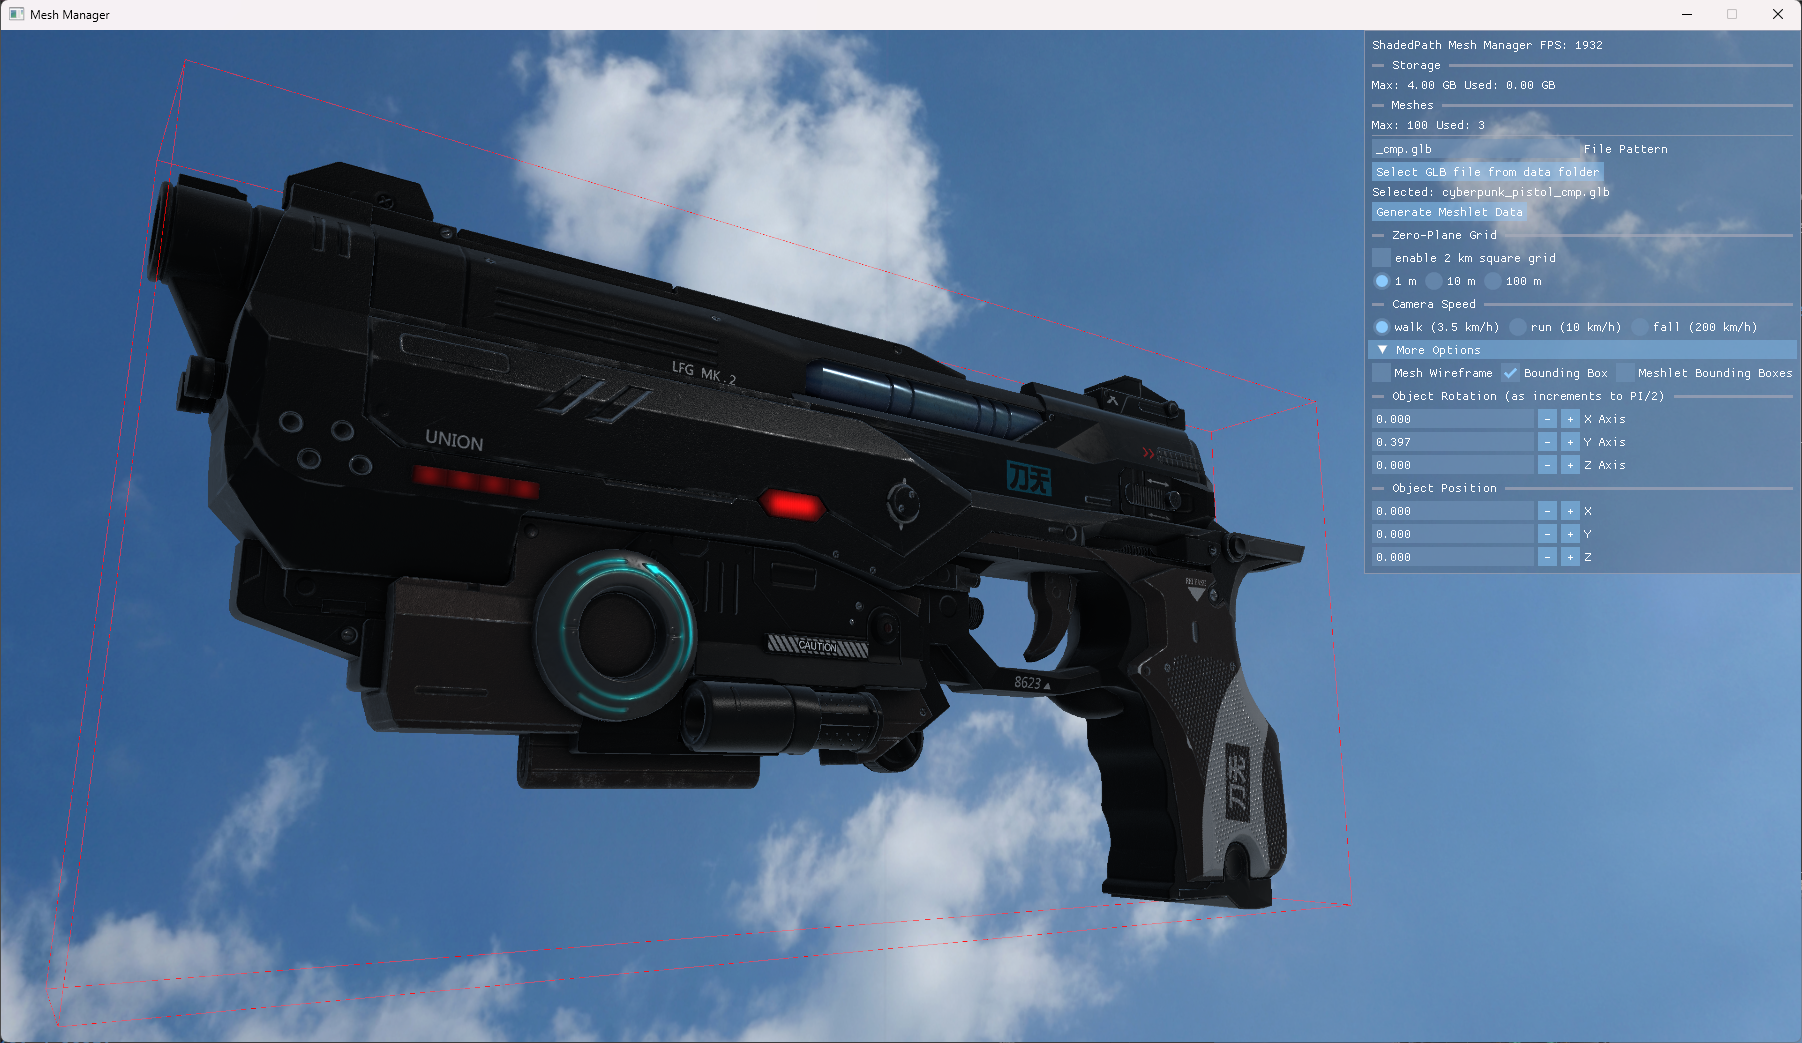 Mesh Manager
ShadedPath Mesh Manager FPS: 1932
Storage
Max: 4.00 GB Used: 0.00 GB
Meshes
Max: 100 Used: 3
_cmp.glb File Pattern
Select GLB file from data folder
Selected: cyberpunk_pistol_cmp.glb
Generate Meshlet Data
Zero-Plane Grid
enable 2 km square grid
1 m 10 m 100 m
Camera Speed
walk (3.5 km/h) run (10 km/h) fall (200 km/h)
More Options
Mesh Wireframe Bounding Box Meshlet Bounding Boxes
Object Rotation (as increments to PI/2)
0.000 - + X Axis
0.397 - + Y Axis
0.000 - + Z Axis
Object Position
0.000 - + X
0.000 - + Y
0.000 - + Z
LFG MK.2
UNION
刀无
CAUTION
8623
刀无